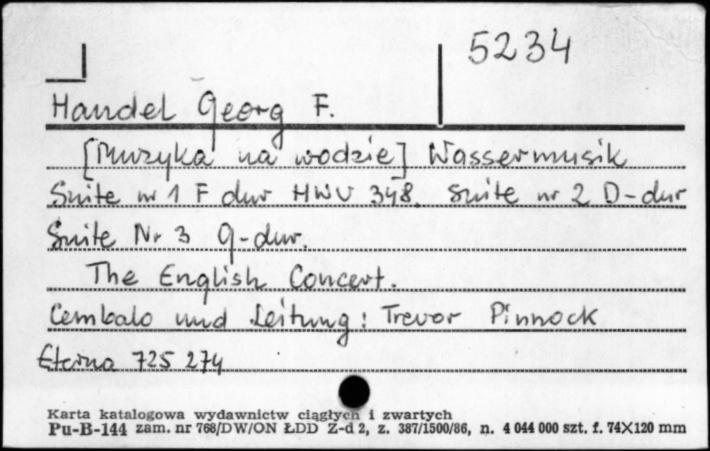 5234
Handel Georg F.
[Muzyka na wodzie] Wassermusik
Suite nr 1 F dur HWV 348. Suite nr 2 D-dur
Suite Nr 3 G-dur.
The English Concert.
Cembalo und Leitung: Trevor Pinnock
Eterna 725 274
Karta katalogowa wydawnictw ciągłych i zwartych
Pu-B-144 zam. nr 768/DW/ON ŁDD Z-d 2, z. 387/1500/86, n. 4 044 000 szt. f. 74X120 mm